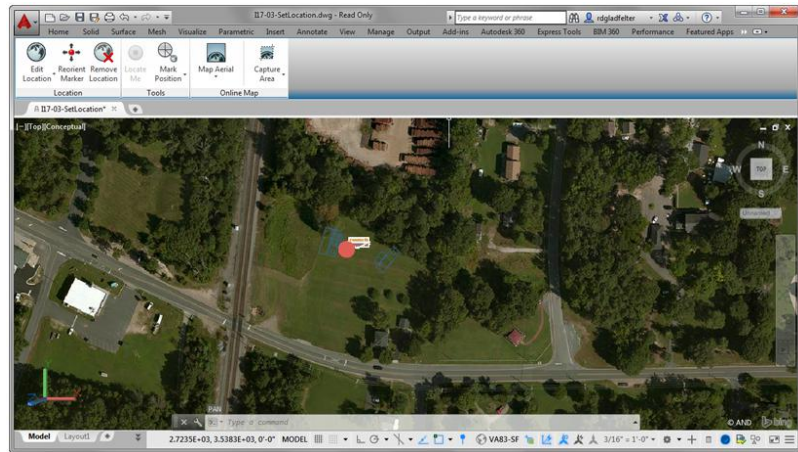 I17-03-SetLocation.dwg - Read Only
Type a keyword or phrase
rdgladfelter
Home Solid Surface Mesh Visualize Parametric Insert Annotate View Manage Output Add-ins Autodesk 360 Express Tools BIM 360 Performance Featured Apps
Edit Location
Reorient Marker
Remove Location
Locate Me
Mark Position
Map Aerial
Capture Area
Location Tools Online Map
I17-03-SetLocation*
[–][Top][Conceptual]
N
W TOP E
S
Unnamed
PAN
Type a command
© AND bing
Model Layout1 2.7235E+03, 3.5383E+03, 0'-0" MODEL VA83-SF 3/16" = 1'-0"